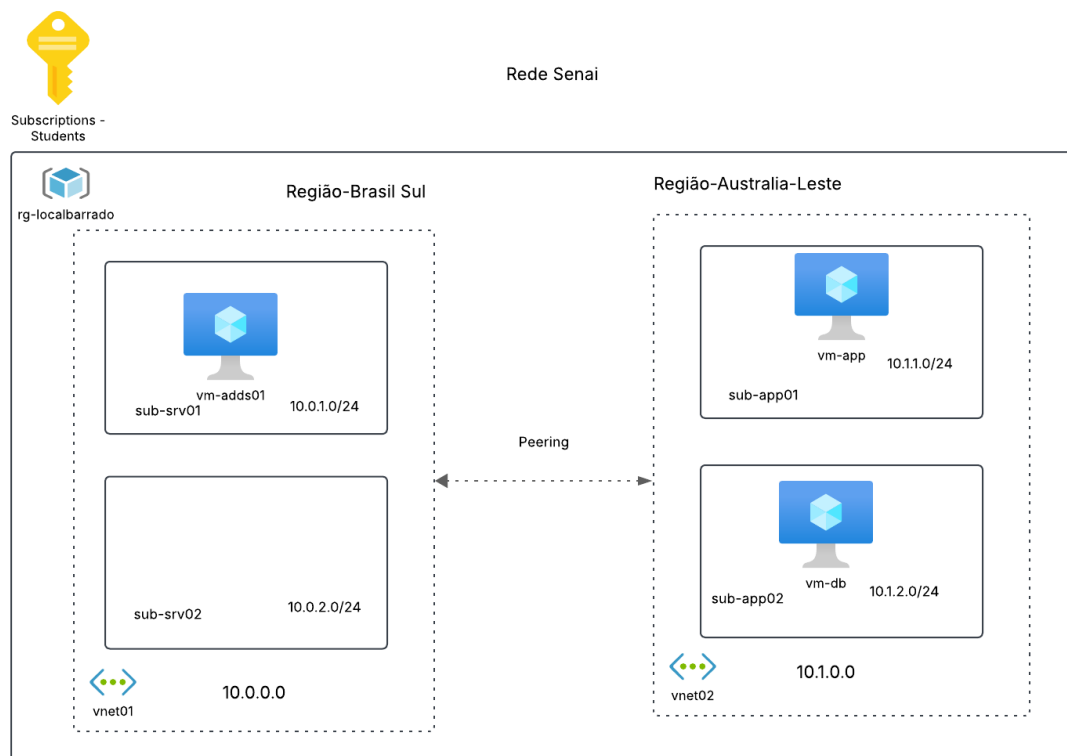 Rede Senai
Subscriptions -
Students
rg-localbarrado
Região-Brasil Sul
vm-adds01
sub-srv01
10.0.1.0/24
sub-srv02
10.0.2.0/24
vnet01
10.0.0.0
Peering
Região-Australia-Leste
vm-app
10.1.1.0/24
sub-app01
vm-db
10.1.2.0/24
sub-app02
10.1.0.0
vnet02